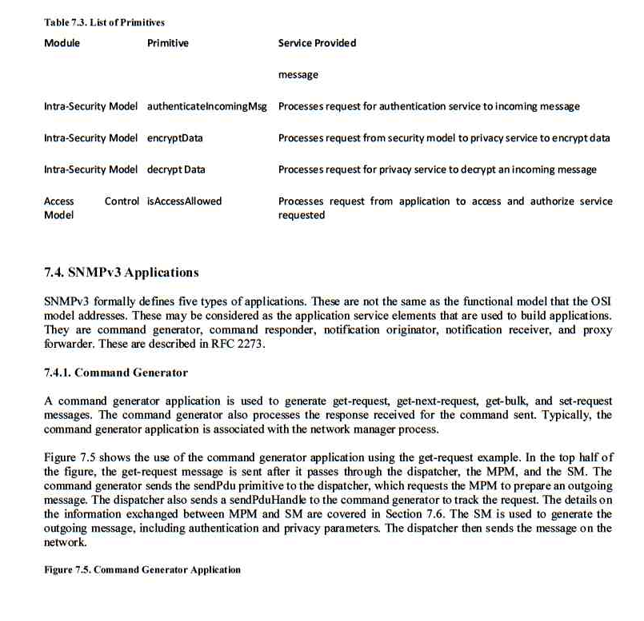 Table 7.3. List of Primitives
Module Primitive Service Provided
message
Intra-Security Model authenticateIncomingMsg Processes request for authentication service to incoming message
Intra-Security Model encryptData Processes request from security model to privacy service to encrypt data
Intra-Security Model decrypt Data Processes request for privacy service to decrypt an incoming message
Access Control isAccessAllowed Processes request from application to access and authorize service
Model requested
7.4. SNMPv3 Applications
SNMPv3 formally defines five types of applications. These are not the same as the functional model that the OSI
model addresses. These may be considered as the application service elements that are used to build applications.
They are command generator, command responder, notification originator, notification receiver, and proxy
forwarder. These are described in RFC 2273.
7.4.1. Command Generator
A command generator application is used to generate get-request, get-next-request, get-bulk, and set-request
messages. The command generator also processes the response received for the command sent. Typically, the
command generator application is associated with the network manager process.
Figure 7.5 shows the use of the command generator application using the get-request example. In the top half of
the figure, the get-request message is sent after it passes through the dispatcher, the MPM, and the SM. The
command generator sends the sendPdu primitive to the dispatcher, which requests the MPM to prepare an outgoing
message. The dispatcher also sends a sendPduHandle to the command generator to track the request. The details on
the information exchanged between MPM and SM are covered in Section 7.6. The SM is used to generate the
outgoing message, including authentication and privacy parameters. The dispatcher then sends the message on the
network.
Figure 7.5. Command Generator Application